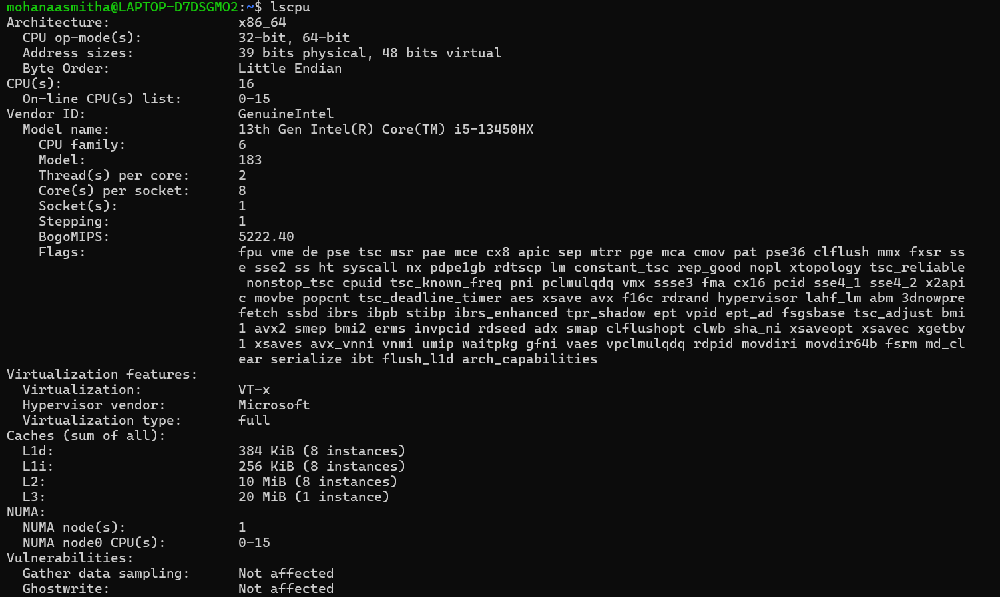 mohanaasmitha@LAPTOP-D7DSGMO2:~$ lscpu
Architecture:                x86_64
  CPU op-mode(s):            32-bit, 64-bit
  Address sizes:             39 bits physical, 48 bits virtual
  Byte Order:                Little Endian
CPU(s):                      16
  On-line CPU(s) list:       0-15
Vendor ID:                   GenuineIntel
  Model name:                13th Gen Intel(R) Core(TM) i5-13450HX
    CPU family:              6
    Model:                   183
    Thread(s) per core:      2
    Core(s) per socket:      8
    Socket(s):               1
    Stepping:                1
    BogoMIPS:                5222.40
    Flags:                   fpu vme de pse tsc msr pae mce cx8 apic sep mtrr pge mca cmov pat pse36 clflush mmx fxsr ss
                             e sse2 ss ht syscall nx pdpe1gb rdtscp lm constant_tsc rep_good nopl xtopology tsc_reliable
                              nonstop_tsc cpuid tsc_known_freq pni pclmulqdq vmx ssse3 fma cx16 pcid sse4_1 sse4_2 x2api
                             c movbe popcnt tsc_deadline_timer aes xsave avx f16c rdrand hypervisor lahf_lm abm 3dnowpre
                             fetch ssbd ibrs ibpb stibp ibrs_enhanced tpr_shadow ept vpid ept_ad fsgsbase tsc_adjust bmi
                             1 avx2 smep bmi2 erms invpcid rdseed adx smap clflushopt clwb sha_ni xsaveopt xsavec xgetbv
                             1 xsaves avx_vnni vnmi umip waitpkg gfni vaes vpclmulqdq rdpid movdiri movdir64b fsrm md_cl
                             ear serialize ibt flush_l1d arch_capabilities
Virtualization features:
  Virtualization:            VT-x
  Hypervisor vendor:         Microsoft
  Virtualization type:       full
Caches (sum of all):
  L1d:                       384 KiB (8 instances)
  L1i:                       256 KiB (8 instances)
  L2:                        10 MiB (8 instances)
  L3:                        20 MiB (1 instance)
NUMA:
  NUMA node(s):              1
  NUMA node0 CPU(s):         0-15
Vulnerabilities:
  Gather data sampling:      Not affected
  Ghostwrite:                Not affected